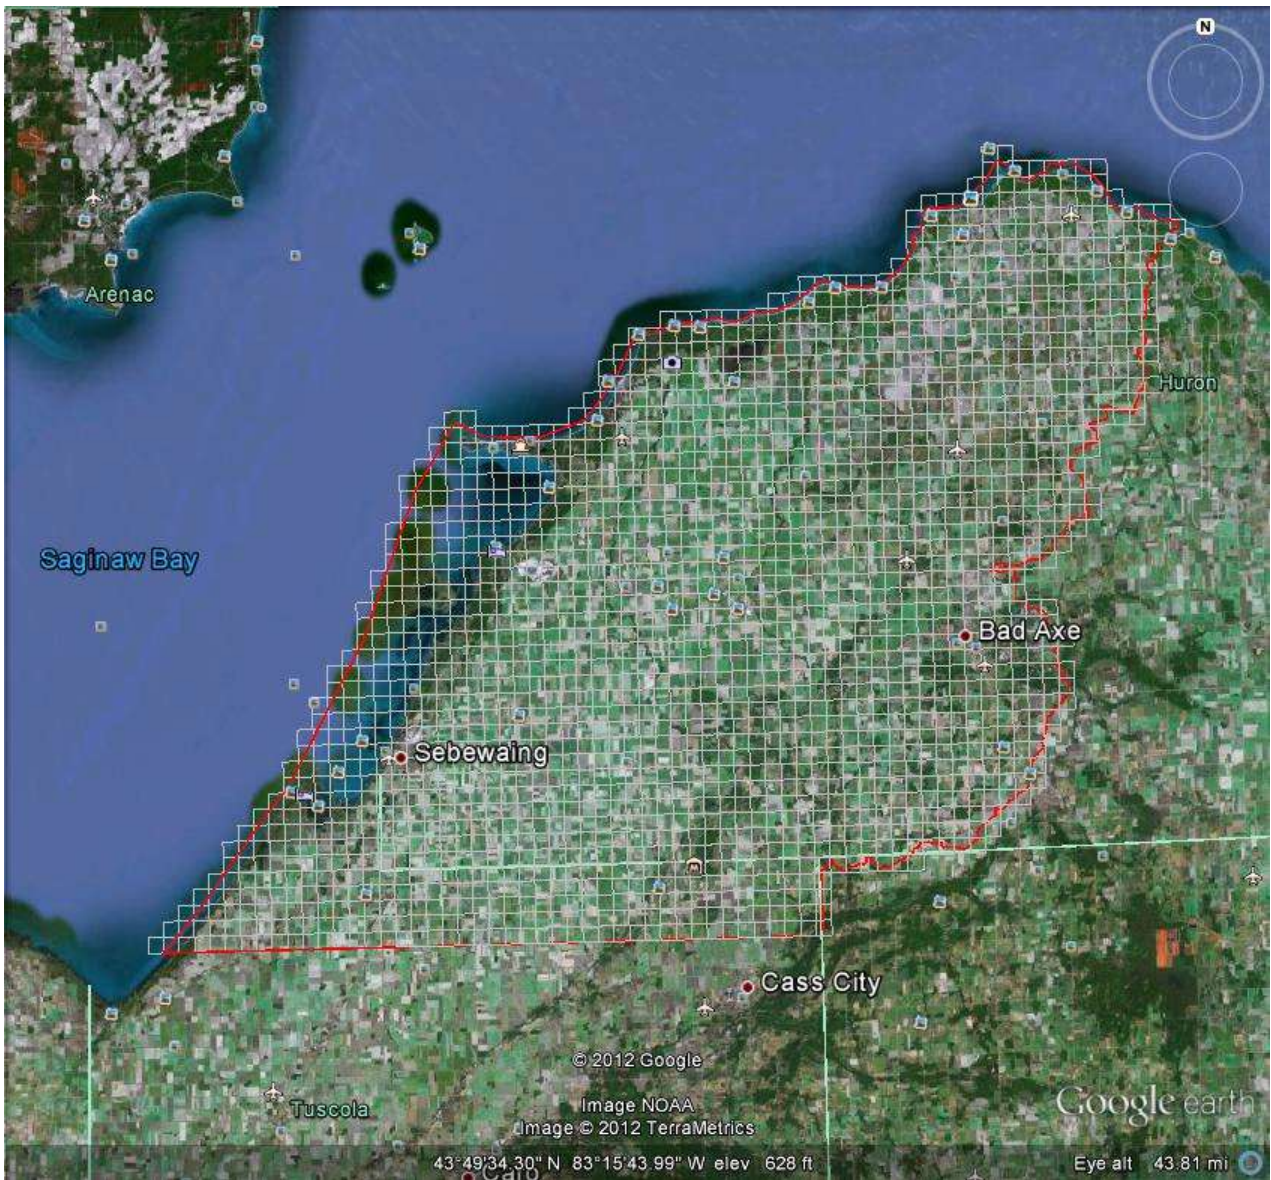 N
Arenac
Huron
Saginaw Bay
Bad Axe
Sebewaing
Cass City
© 2012 Google
Image NOAA
Image © 2012 TerraMetrics
Google earth
Tuscola
43°49'34.30" N 83°15'43.99" W elev 628 ft
Eye alt 43.81 mi
Caro